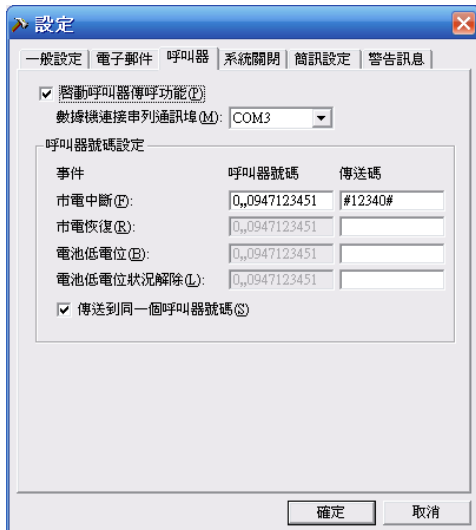 設定
一般設定 電子郵件 呼叫器 系統關閉 簡訊設定 警告訊息
啓動呼叫器傳呼功能(P)
數據機連接串列通訊埠(M): COM3
呼叫器號碼設定
事件 呼叫器號碼 傳送碼
市電中斷(F): 0,,0947123451 #12340#
市電恢復(R): 0,,0947123451
電池低電位(B): 0,,0947123451
電池低電位狀況解除(L): 0,,0947123451
傳送到同一個呼叫器號碼(S)
確定 取消